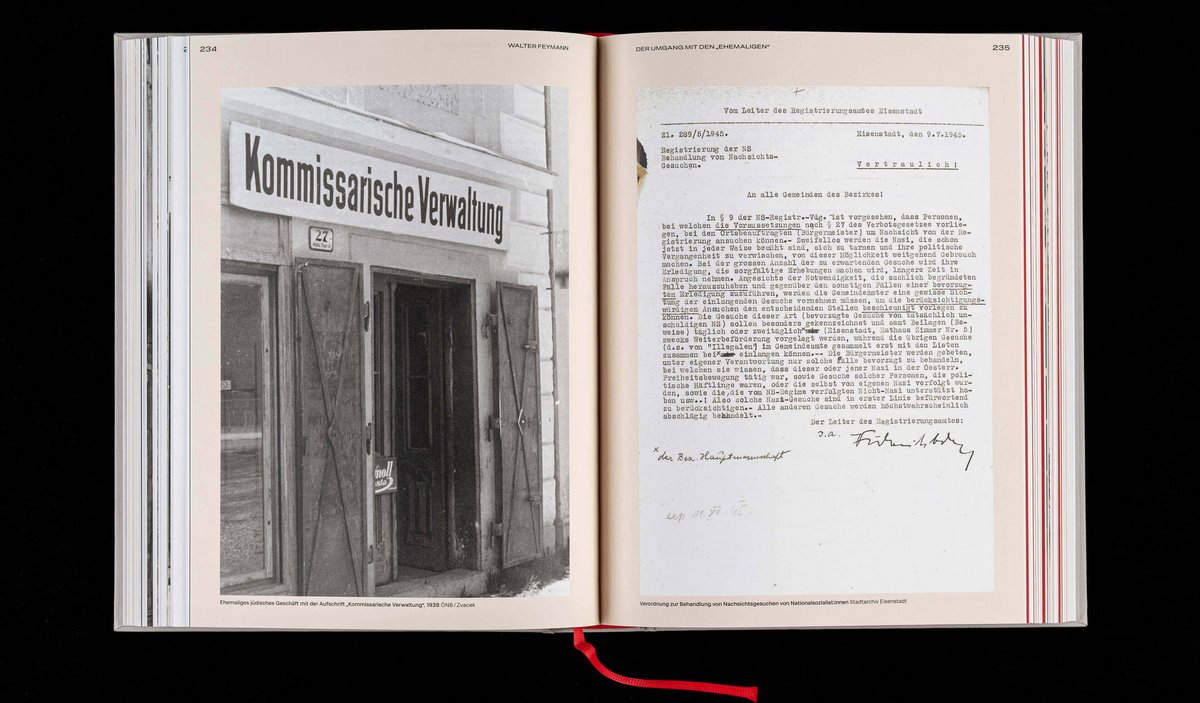 234
WALTER FEYMANN
Kommissarische Verwaltung
27
Ehemaliges jüdisches Geschäft mit der Aufschrift „Kommissarische Verwaltung“, 1938 ÖNB / Zvacek
DER UMGANG MIT DEN „EHEMALIGEN“
235
Vom Leiter des Registrierungsamtes Eisenstadt
Zl. 289/5/1945.
Eisenstadt, den 9.7.1945.
Registrierung der NS
Behandlung von Nachsichts-
Gesuchen.
Vertraulich!
An alle Gemeinden des Bezirkes!
In § 9 der NS-Registr.-Vdg. ist vorgesehen, dass Personen,
bei welchen die Voraussetzungen nach § 27 des Verbotsgesetzes vorlie-
gen, bei den Ortsbeauftragten (Bürgermeister) um Nachsicht von der Re-
gistrierung ansuchen können.- Zweifellos werden die Nazi, die schon
jetzt in jeder Weise bemüht sind, sich zu tarnen und ihre politische
Vergangenheit zu verwischen, von dieser Möglichkeit weitgehend Gebrauch
machen. Bei der grossen Anzahl der zu erwartenden Gesuche wird ihre
Erledigung, die sorgfältige Erhebungen machen wird, längere Zeit in
Anspruch nehmen. Angesichts der Notwendigkeit, die sachlich begründeten
Fälle herauszuheben und gegenüber den sonstigen Fällen einer bevorzug-
ten Erledigung zuzuführen, werden die Gemeindeämter eine gewisse Sich-
tung der einlangenden Gesuche vornehmen müssen, um die berücksichtigungs-
würdigen Ansuchen den entscheidenden Stellen beschleunigt vorlegen zu
können. Die Gesuche dieser Art (bevorzugte Gesuche von tatsächlich un-
schuldigen NS) sollen besonders gekennzeichnet und samt Beilagen (Be-
weise) täglich oder zweitäglich x (Eisenstadt, Rathaus Zimmer Nr. 5)
zwecks Weiterbeförderung vorgelegt werden, während die übrigen Gesuche
(d.s. von "Illegalen") im Gemeindeamte gesammelt erst mit den Listen
zusammen bei x einlangen können.-- Die Bürgermeister werden gebeten,
unter eigener Verantwortung nur solche Fälle bevorzugt zu behandeln,
bei welchen sie wissen, dass dieser oder jener Nazi in der Oesterr.
Freiheitsbewegung tätig war, sowie Gesuche solcher Personen, die poli-
tische Häftlinge waren, oder die selbst von eigenen Nazi verfolgt wur-
den, sowie die, die vom NS-Regime verfolgten Nicht-Nazi unterstützt ha-
ben usw..! Also solche Nazi-Gesuche sind in erster Linie befürwortend
zu berücksichtigen.- Alle anderen Gesuche werden höchstwahrscheinlich
abschlägig behandelt.-
Der Leiter des Registrierungsamtes:
x der Bez. Hauptmannschaft
Verordnung zur Behandlung von Nachsichtsgesuchen von Nationalsozialist:innen Stadtarchiv Eisenstadt